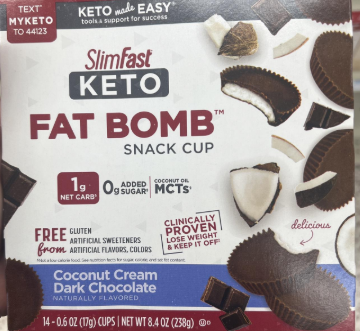 TEXT*
MYKETO
TO 44123
KETO made EASY®
tools & support for success
SlimFast
KETO
FAT BOMB™
SNACK CUP
1g
NET CARB†
0g ADDED SUGAR*
COCONUT OIL
MCTs
FREE from
GLUTEN
ARTIFICIAL SWEETENERS
ARTIFICIAL FLAVORS, COLORS
CLINICALLY
PROVEN
LOSE WEIGHT
& KEEP IT OFF
delicious
Coconut Cream
Dark Chocolate
NATURALLY FLAVORED
14 - 0.6 OZ (17g) CUPS | NET WT 8.4 OZ (238g)